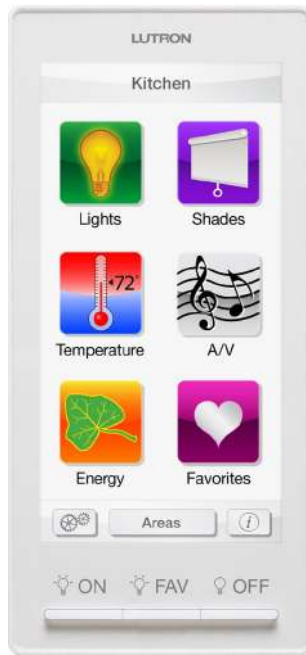 LUTRON
Kitchen
Lights Shades
72°
Temperature A/V
Energy Favorites
Areas i
ON FAV OFF